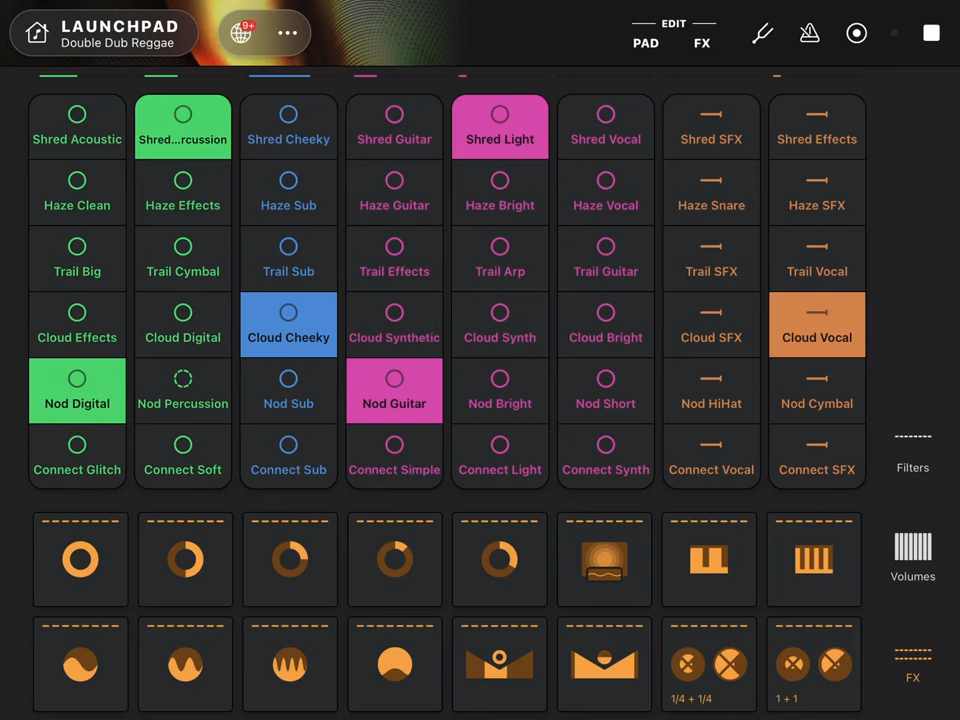 LAUNCHPAD
Double Dub Reggae
9+
EDIT
PAD FX
Shred Acoustic Shred...rcussion Shred Cheeky Shred Guitar Shred Light Shred Vocal Shred SFX Shred Effects
Haze Clean Haze Effects Haze Sub Haze Guitar Haze Bright Haze Vocal Haze Snare Haze SFX
Trail Big Trail Cymbal Trail Sub Trail Effects Trail Arp Trail Guitar Trail SFX Trail Vocal
Cloud Effects Cloud Digital Cloud Cheeky Cloud Synthetic Cloud Synth Cloud Bright Cloud SFX Cloud Vocal
Nod Digital Nod Percussion Nod Sub Nod Guitar Nod Bright Nod Short Nod HiHat Nod Cymbal
Connect Glitch Connect Soft Connect Sub Connect Simple Connect Light Connect Synth Connect Vocal Connect SFX
Filters
Volumes
FX
1/4 + 1/4 1 + 1